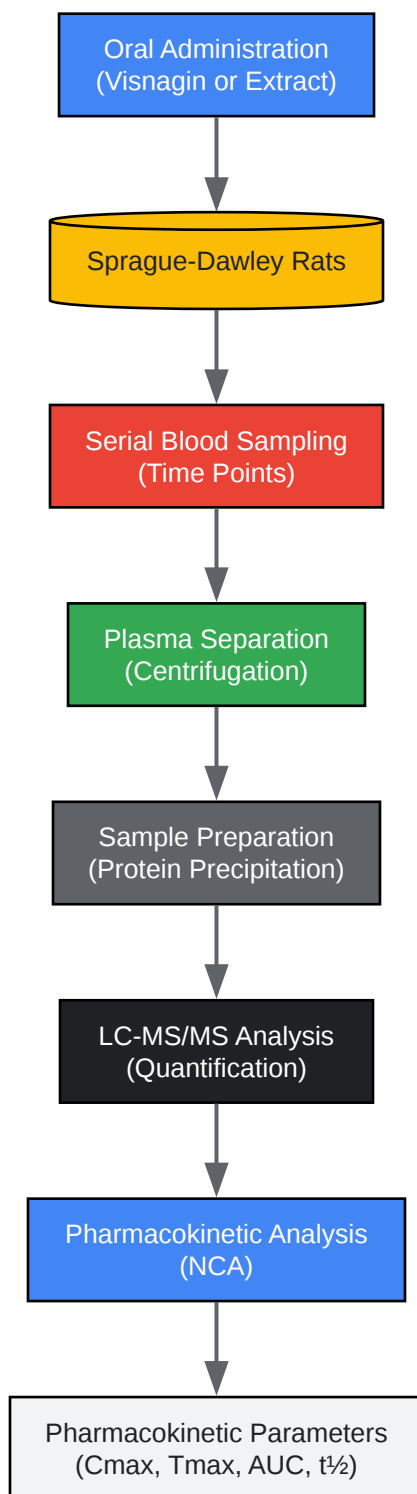 Oral Administration
(Visnagin or Extract)
Sprague-Dawley Rats
Serial Blood Sampling
(Time Points)
Plasma Separation
(Centrifugation)
Sample Preparation
(Protein Precipitation)
LC-MS/MS Analysis
(Quantification)
Pharmacokinetic Analysis
(NCA)
Pharmacokinetic Parameters
(Cmax, Tmax, AUC, t½)